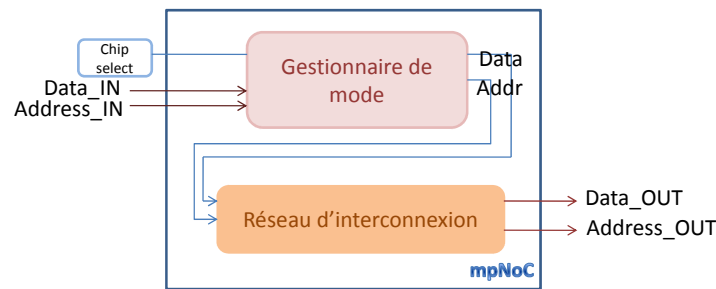 Chip
select
Data_IN
Address_IN
Gestionnaire de
mode
Data
Addr
Réseau d'interconnexion
Data_OUT
Address_OUT
mpNoC